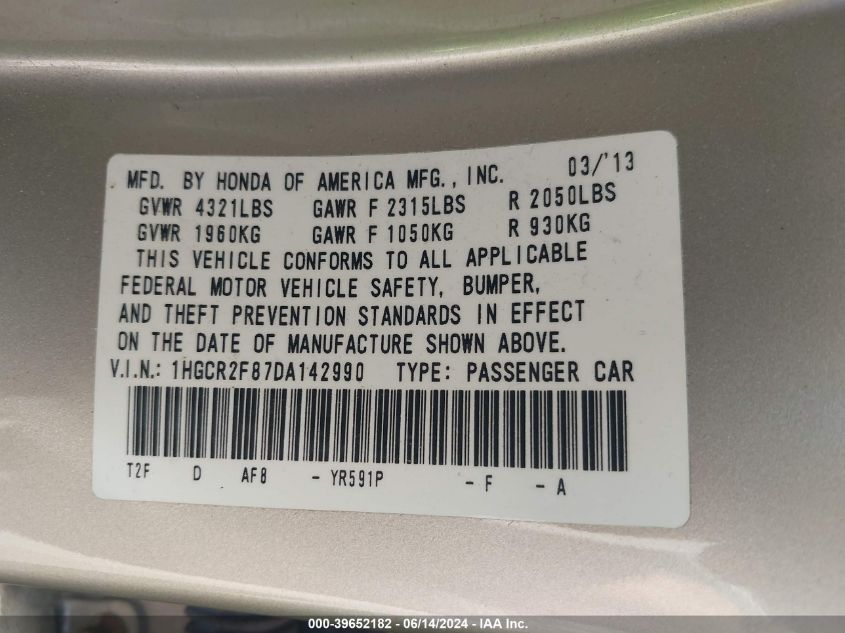 MFD. BY HONDA OF AMERICA MFG., INC. 03/'13
GVWR 4321LBS GAWR F 2315LBS R 2050LBS
GVWR 1960KG GAWR F 1050KG R 930KG
THIS VEHICLE CONFORMS TO ALL APPLICABLE
FEDERAL MOTOR VEHICLE SAFETY, BUMPER,
AND THEFT PREVENTION STANDARDS IN EFFECT
ON THE DATE OF MANUFACTURE SHOWN ABOVE.
V.I.N.: 1HGCR2F87DA142990 TYPE: PASSENGER CAR
T2F D AF8 - YR591P - F - A
000-39652182 - 06/14/2024 - IAA Inc.